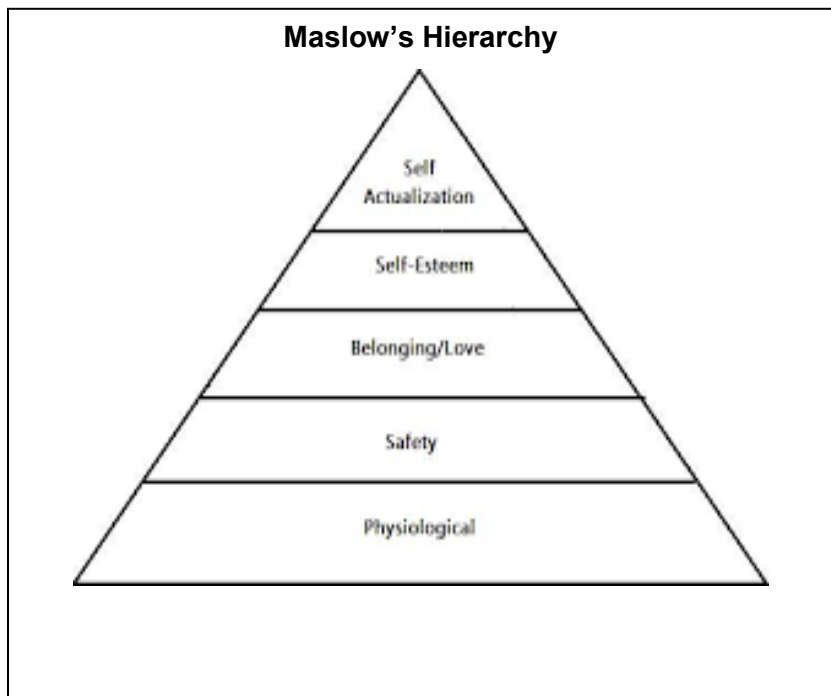 Maslow’s Hierarchy
Self
Actualization
Self-Esteem
Belonging/Love
Safety
Physiological